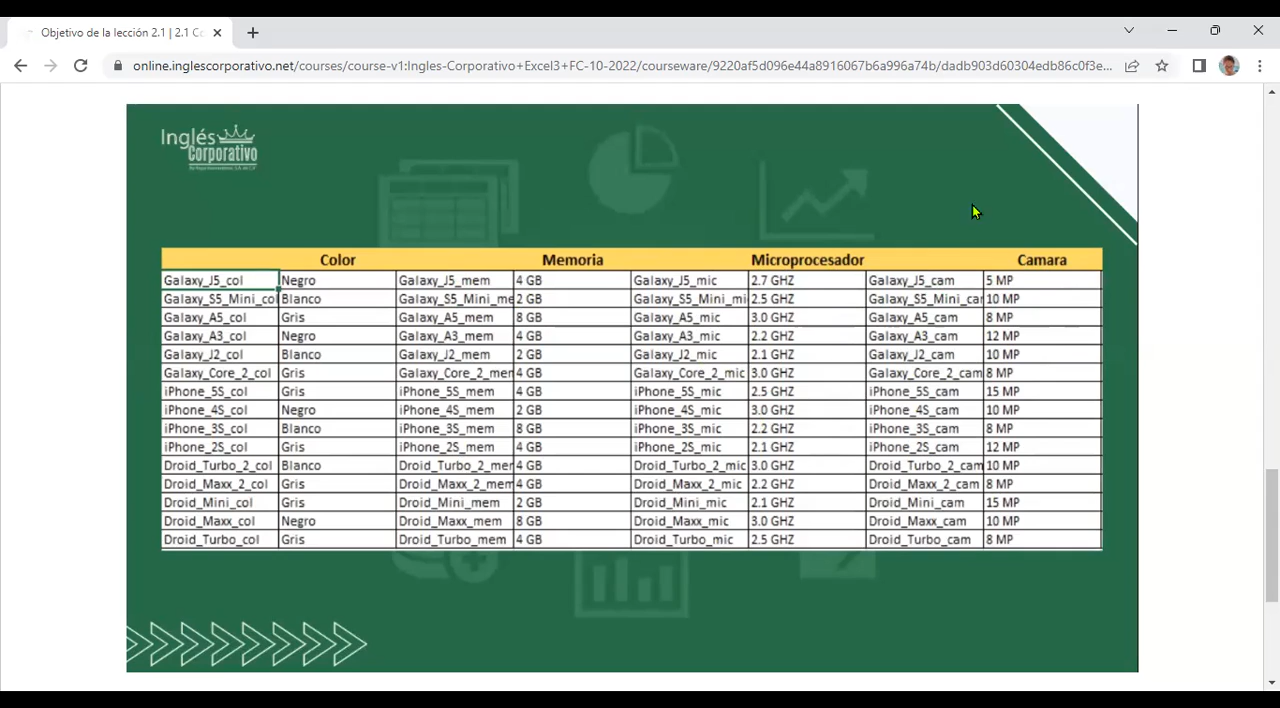 Objetivo de la lección 2.1 | 2.1 Co
online.inglescorporativo.net/courses/course-v1:Ingles-Corporativo+Excel3+FC-10-2022/courseware/9220af5d096e44a8916067b6a996a74b/dadb903d60304edb86c0f3e...
Inglés
Corporativo
Color Memoria Microprocesador Camara
Galaxy_J5_col Negro Galaxy_J5_mem 4 GB Galaxy_J5_mic 2.7 GHZ Galaxy_J5_cam 5 MP
Galaxy_S5_Mini_col Blanco Galaxy_S5_Mini_me 2 GB Galaxy_S5_Mini_mi 2.5 GHZ Galaxy_S5_Mini_car 10 MP
Galaxy_A5_col Gris Galaxy_A5_mem 8 GB Galaxy_A5_mic 3.0 GHZ Galaxy_A5_cam 8 MP
Galaxy_A3_col Negro Galaxy_A3_mem 4 GB Galaxy_A3_mic 2.2 GHZ Galaxy_A3_cam 12 MP
Galaxy_J2_col Blanco Galaxy_J2_mem 2 GB Galaxy_J2_mic 2.1 GHZ Galaxy_J2_cam 10 MP
Galaxy_Core_2_col Gris Galaxy_Core_2_mer 4 GB Galaxy_Core_2_mic 3.0 GHZ Galaxy_Core_2_cam 8 MP
iPhone_5S_col Gris iPhone_5S_mem 4 GB iPhone_5S_mic 2.5 GHZ iPhone_5S_cam 15 MP
iPhone_4S_col Negro iPhone_4S_mem 2 GB iPhone_4S_mic 3.0 GHZ iPhone_4S_cam 10 MP
iPhone_3S_col Blanco iPhone_3S_mem 8 GB iPhone_3S_mic 2.2 GHZ iPhone_3S_cam 8 MP
iPhone_2S_col Gris iPhone_2S_mem 4 GB iPhone_2S_mic 2.1 GHZ iPhone_2S_cam 12 MP
Droid_Turbo_2_col Blanco Droid_Turbo_2_mer 4 GB Droid_Turbo_2_mic 3.0 GHZ Droid_Turbo_2_cam 10 MP
Droid_Maxx_2_col Gris Droid_Maxx_2_mem 4 GB Droid_Maxx_2_mic 2.2 GHZ Droid_Maxx_2_cam 8 MP
Droid_Mini_col Gris Droid_Mini_mem 2 GB Droid_Mini_mic 2.1 GHZ Droid_Mini_cam 15 MP
Droid_Maxx_col Negro Droid_Maxx_mem 8 GB Droid_Maxx_mic 3.0 GHZ Droid_Maxx_cam 10 MP
Droid_Turbo_col Gris Droid_Turbo_mem 4 GB Droid_Turbo_mic 2.5 GHZ Droid_Turbo_cam 8 MP